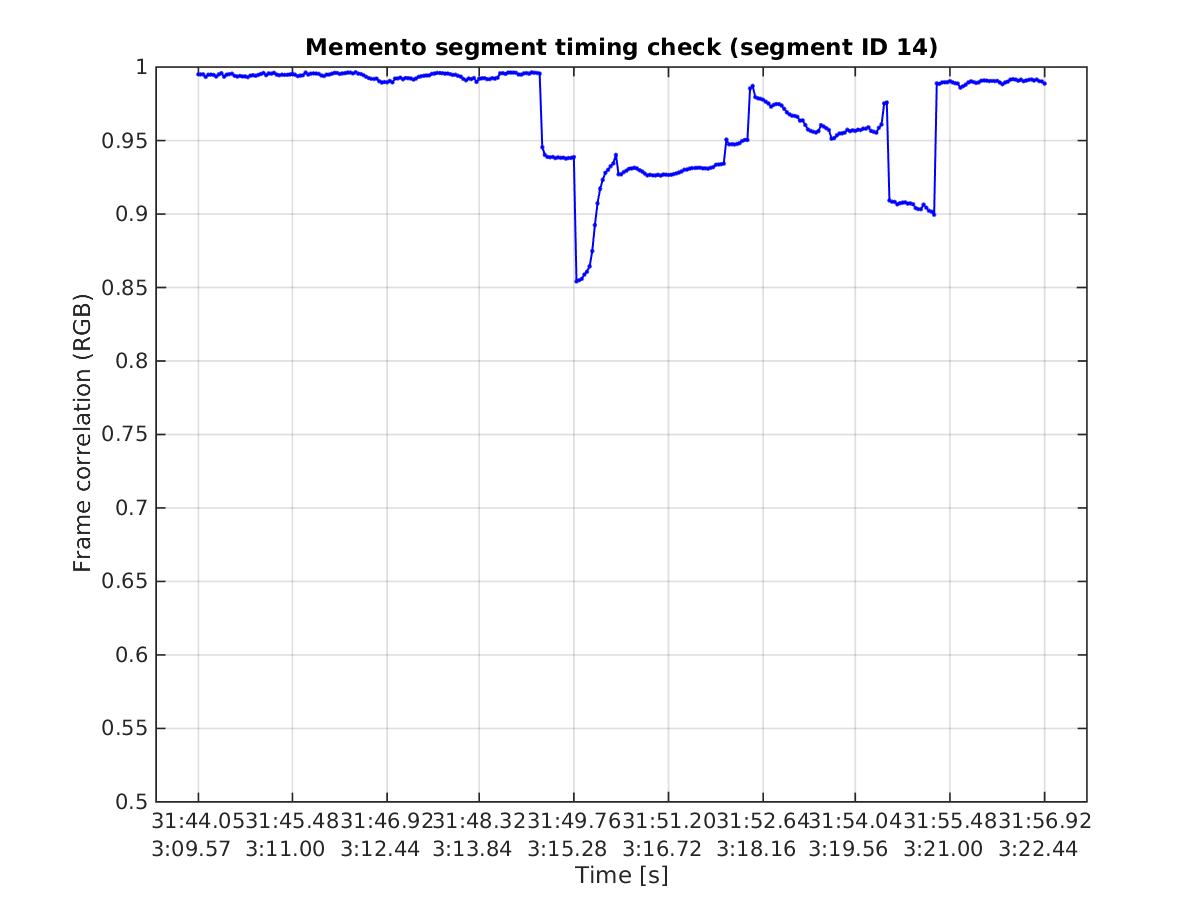 Memento segment timing check (segment ID 14)
1
0.95
0.9
0.85
0.8
0.75
0.7
0.65
0.6
0.55
0.5
Frame correlation (RGB)
31:44.05 31:45.48 31:46.92 31:48.32 31:49.76 31:51.20 31:52.64 31:54.04 31:55.48 31:56.92
3:09.57 3:11.00 3:12.44 3:13.84 3:15.28 3:16.72 3:18.16 3:19.56 3:21.00 3:22.44
Time [s]